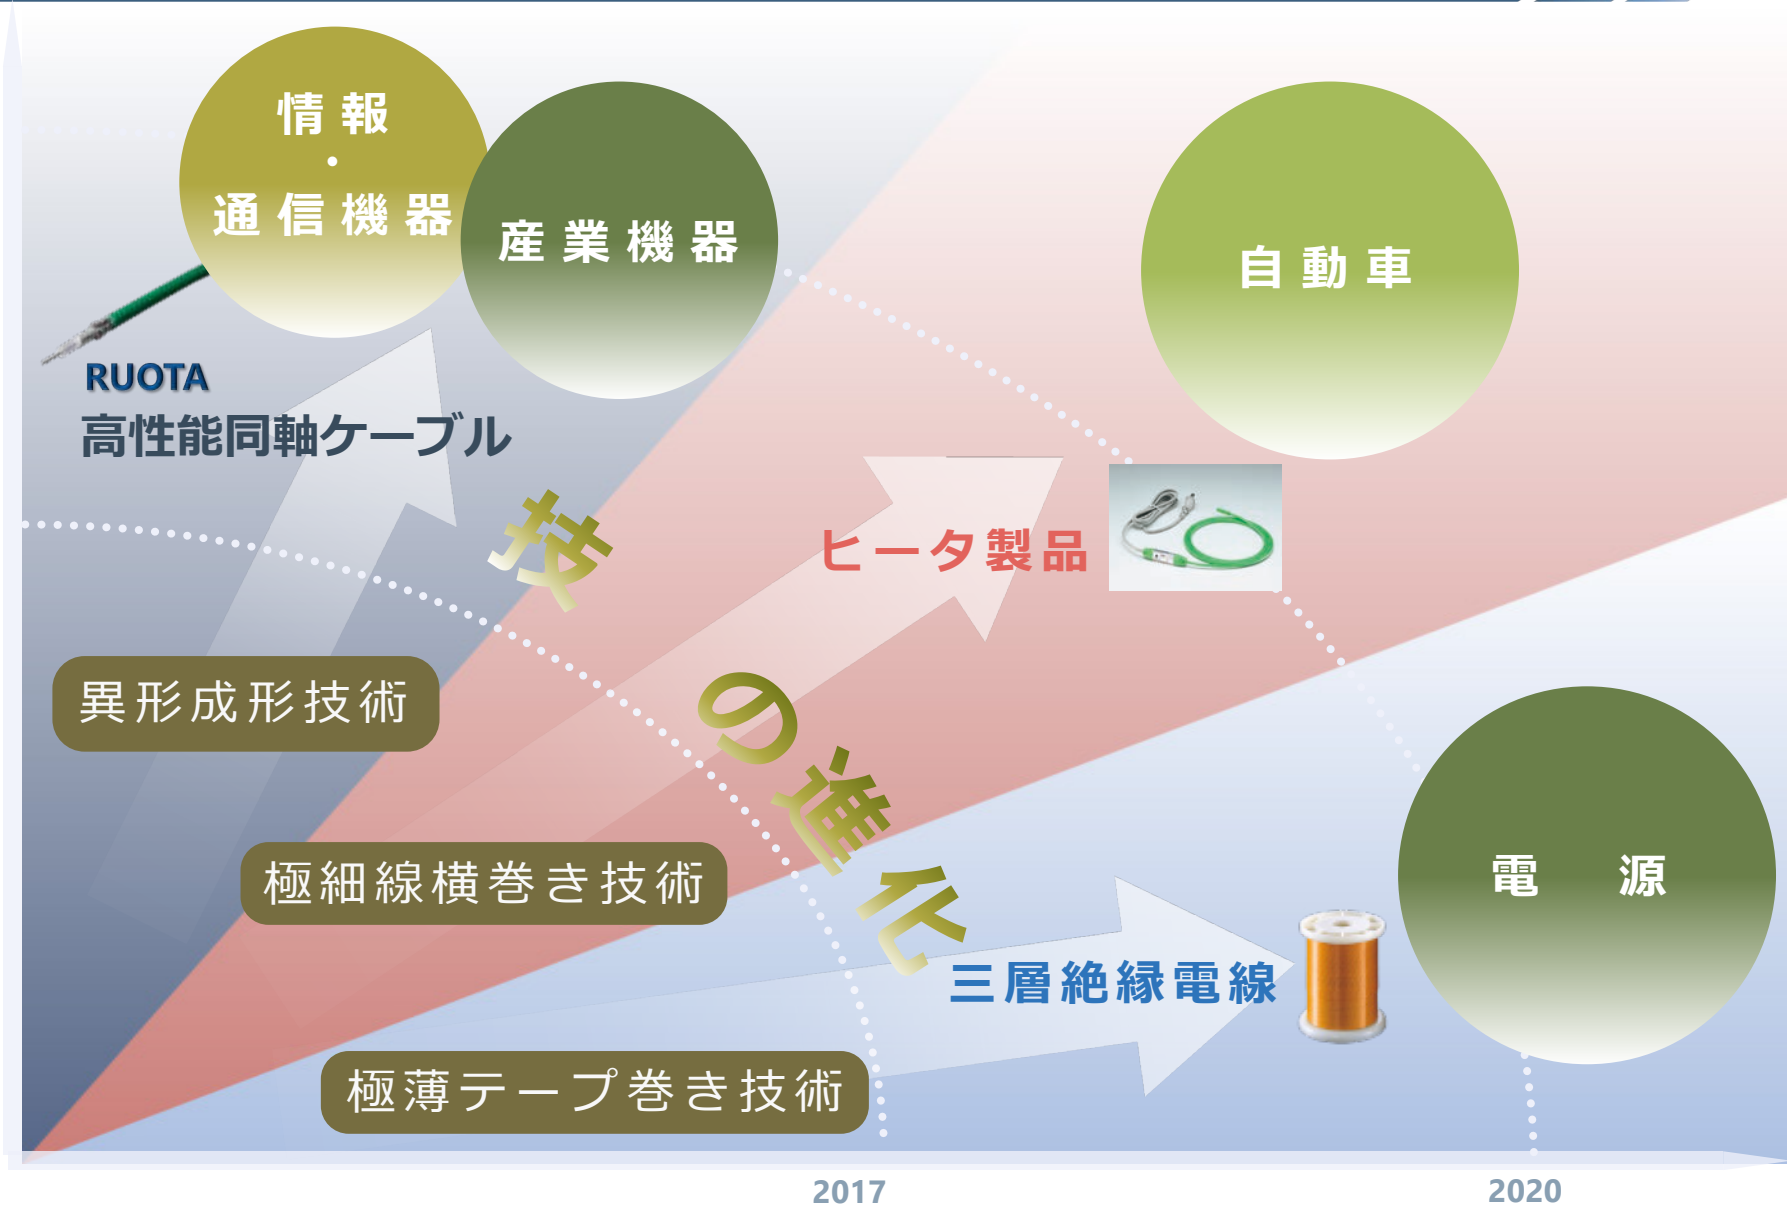 情報
・
通信機器
産業機器
自動車
RUOTA
高性能同軸ケーブル
技の進化
ヒータ製品
異形成形技術
極細線横巻き技術
電　源
三層絶縁電線
極薄テープ巻き技術
2017
2020